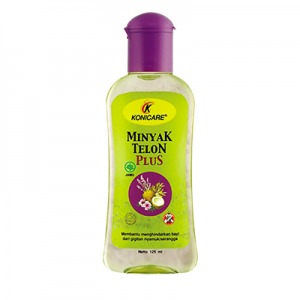 KONICARE®
MINYAK
TELON
PLUS
Membantu menghindarkan bayi
dari gigitan nyamuk/serangga
Netto 125 ml